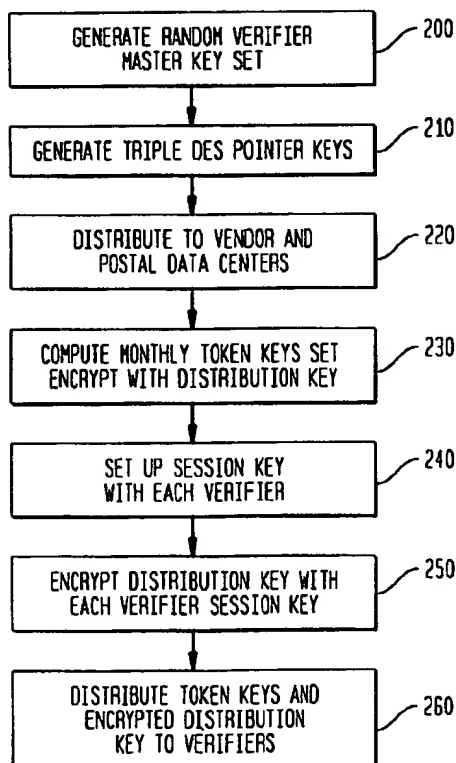 GENERATE RANDOM VERIFIER
MASTER KEY SET
200
GENERATE TRIPLE DES POINTER KEYS
210
DISTRIBUTE TO VENDOR AND
POSTAL DATA CENTERS
220
COMPUTE MONTHLY TOKEN KEYS SET
ENCRYPT WITH DISTRIBUTION KEY
230
SET UP SESSION KEY
WITH EACH VERIFIER
240
ENCRYPT DISTRIBUTION KEY WITH
EACH VERIFIER SESSION KEY
250
DISTRIBUTE TOKEN KEYS AND
ENCRYPTED DISTRIBUTION
KEY TO VERIFIERS
260